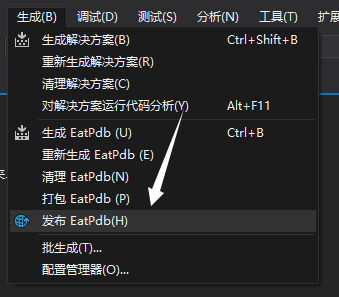 生成(B) 调试(D) 测试(S) 分析(N) 工具(T) 扩展
生成解决方案(B) Ctrl+Shift+B
重新生成解决方案(R)
清理解决方案(C)
对解决方案运行代码分析(Y) Alt+F11
生成 EatPdb (U) Ctrl+B
重新生成 EatPdb (E)
清理 EatPdb(N)
打包 EatPdb (P)
发布 EatPdb(H)
批生成(T)...
配置管理器(O)...